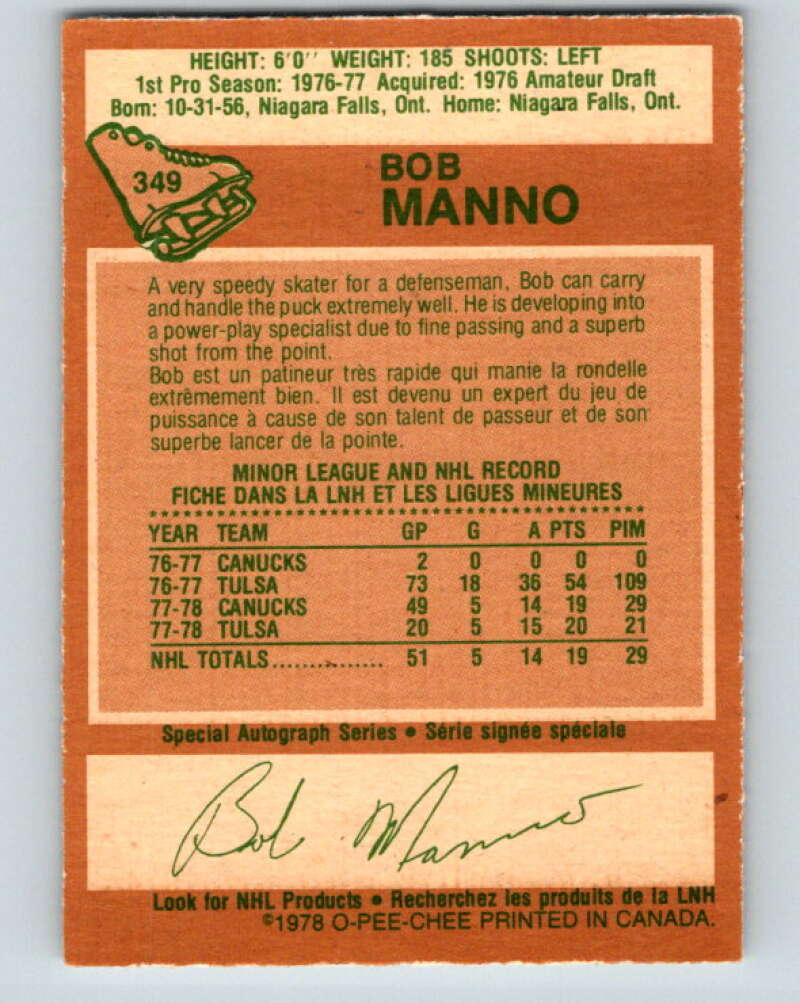 HEIGHT: 6'0'' WEIGHT: 185 SHOOTS: LEFT
1st Pro Season: 1976-77 Acquired: 1976 Amateur Draft
Born: 10-31-56, Niagara Falls, Ont. Home: Niagara Falls, Ont.
349
BOB
MANNO
A very speedy skater for a defenseman, Bob can carry
and handle the puck extremely well. He is developing into
a power-play specialist due to fine passing and a superb
shot from the point.
Bob est un patineur très rapide qui manie la rondelle
extrêmement bien. Il est devenu un expert du jeu de
puissance à cause de son talent de passeur et de son
superbe lancer de la pointe.
MINOR LEAGUE AND NHL RECORD
FICHE DANS LA LNH ET LES LIGUES MINEURES
YEAR TEAM GP G A PTS PIM
76-77 CANUCKS 2 0 0 0 0
76-77 TULSA 73 18 36 54 109
77-78 CANUCKS 49 5 14 19 29
77-78 TULSA 20 5 15 20 21
NHL TOTALS............... 51 5 14 19 29
Special Autograph Series • Série signée spéciale
Bob Manno
Look for NHL Products • Recherchez les produits de la LNH
©1978 O-PEE-CHEE PRINTED IN CANADA.